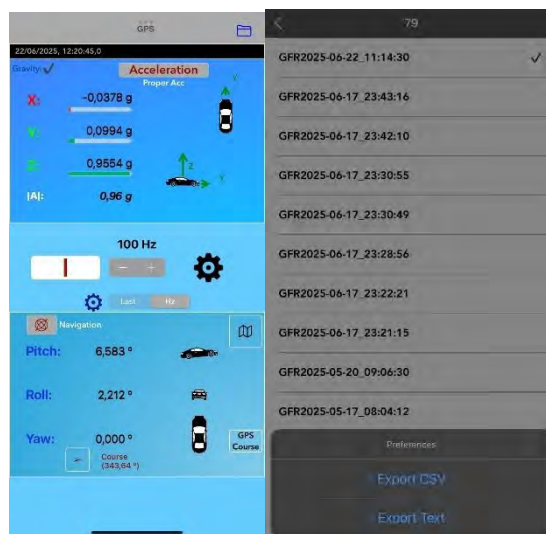 GPS
22/06/2025, 12:20:45,0
Gravity:
Acceleration
Proper Acc
X
X: -0,0378 g
Y: 0,0994 g
Z: 0,9554 g
Z
Y
|A|: 0,96 g
100 Hz
- +
Last Hz
Navigation
Pitch: 6,583 °
Roll: 2,212 °
Yaw: 0,000 °
GPS
Course
Course
(343,64 °)
79
GFR2025-06-22_11:14:30
GFR2025-06-17_23:43:16
GFR2025-06-17_23:42:10
GFR2025-06-17_23:30:55
GFR2025-06-17_23:30:49
GFR2025-06-17_23:28:56
GFR2025-06-17_23:22:21
GFR2025-06-17_23:21:15
GFR2025-05-20_09:06:30
GFR2025-05-17_08:04:12
Preferences
Export CSV
Export Text